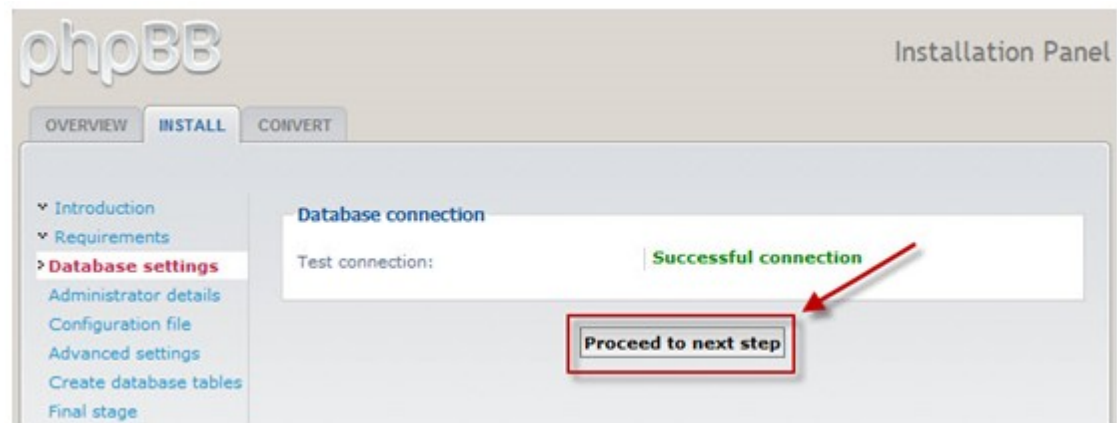 phpBB
Installation Panel
OVERVIEW INSTALL CONVERT
Introduction
Requirements
Database settings
Administrator details
Configuration file
Advanced settings
Create database tables
Final stage
Database connection
Test connection: Successful connection
Proceed to next step